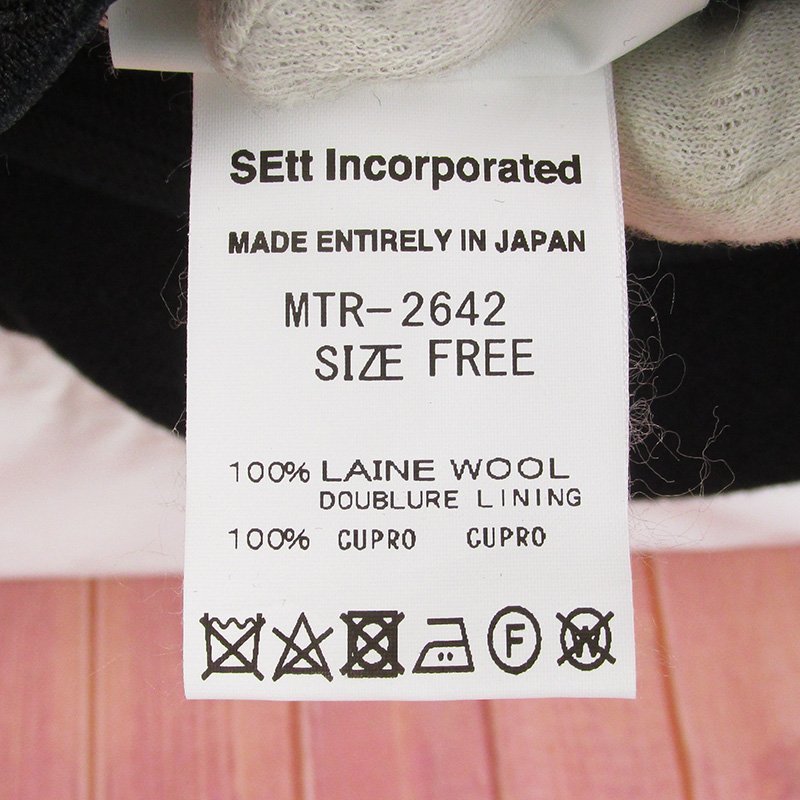 SEtt Incorporated
MADE ENTIRELY IN JAPAN
MTR-2642
SIZE FREE
100% LAINE WOOL
DOUBLURE LINING
100% CUPRO CUPRO
F W